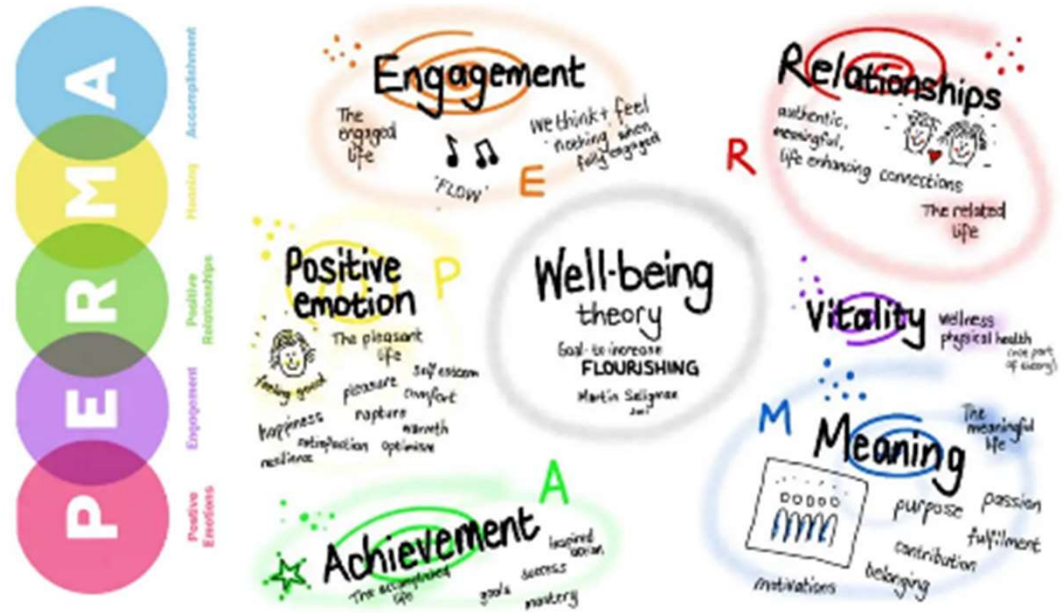 A
Accomplishment
M
Meaning
R
Positive
Relationships
E
Engagement
P
Positive
Emotions
Engagement
The
engaged
life
'FLOW'
We think + feel
nothing when
fully engaged
E
Relationships
authentic,
meaningful,
life enhancing connections
The related
life
R
Positive
emotion
P
The pleasant
life
feeling good
pleasure
self esteem
comfort
happiness
rapture
warmth
satisfaction
optimism
resilience
Well-being
theory
Goal - to increase
FLOURISHING
Martin Seligman
Vitality
wellness
physical health
M
Meaning
The
meaningful
life
purpose
passion
fulfilment
contribution
belonging
motivations
A
Achievement
The accomplished
life
inspired
goals
success
mastery